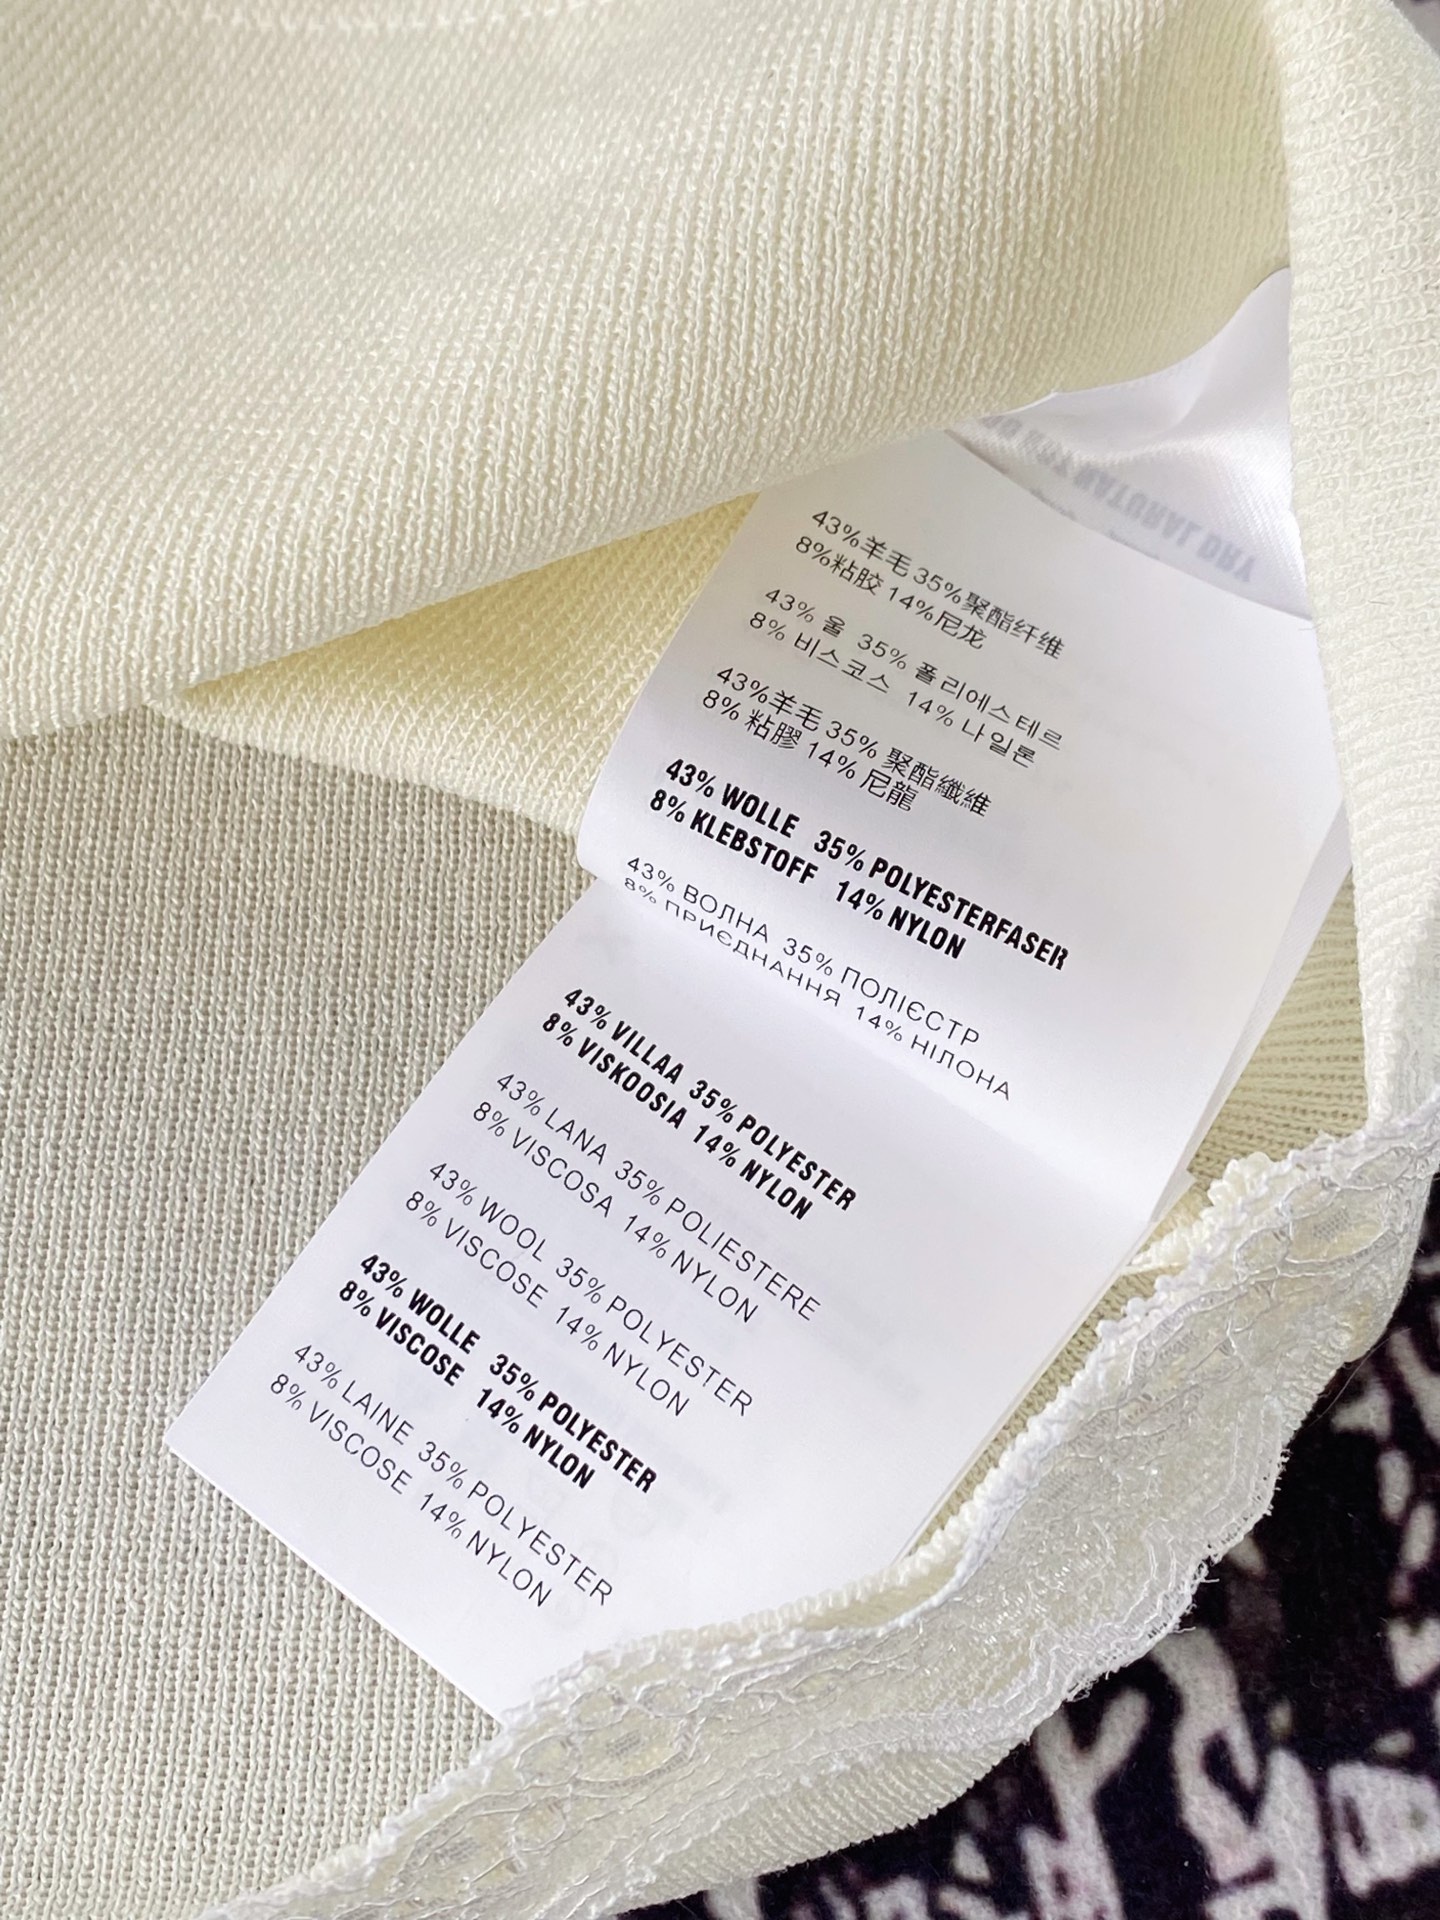 43%羊毛 35%聚酯纤维
8%粘胶 14%尼龙
43% 울 35% 폴리에스테르
8% 비스코스 14% 나일론
43%羊毛 35% 聚酯纖維
8% 粘膠 14% 尼龍
43% WOLLE 35% POLYESTERFASER
8% KLEBSTOFF 14% NYLON
43% ВОЛНА 35% ПОЛІЄСТР
8% ПРИЄДНАННЯ 14% НІЛОНА
43% VILLAA 35% POLYESTER
8% VISKOOSIA 14% NYLON
43% LANA 35% POLIESTERE
8% VISCOSA 14% NYLON
43% WOOL 35% POLYESTER
8% VISCOSE 14% NYLON
43% WOLLE 35% POLYESTER
8% VISCOSE 14% NYLON
43% LAINE 35% POLYESTER
8% VISCOSE 14% NYLON
NATURAL DRY